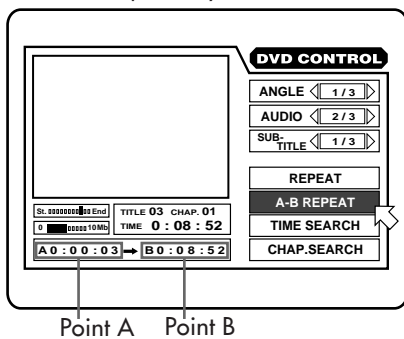 DVD CONTROL
ANGLE 1 / 3
AUDIO 2 / 3
SUB-
TITLE 1 / 3
REPEAT
A-B REPEAT
TIME SEARCH
CHAP.SEARCH
St. End
0 10Mb
TITLE 03 CHAP. 01
TIME 0 : 08 : 52
A 0 : 00 : 03 → B 0 : 08 : 52
Point A Point B